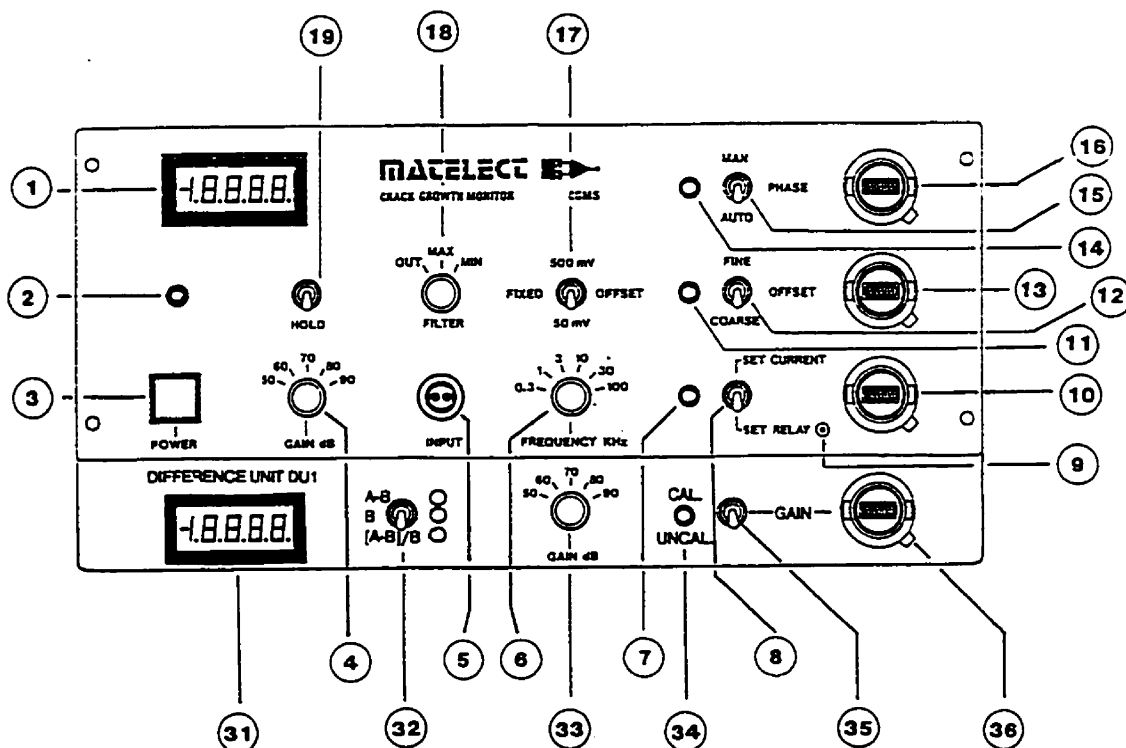 19
18
17
1
-1.8.8.8.8.
MATELECT
CRACK GROWTH MONITOR
CGM5
MAN
PHASE
AUTO
16
15
14
2
HOLD
OUT
MAX
MIN
FILTER
500 mV
FIXED
OFFSET
50 mV
FINE
OFFSET
COARSE
13
12
11
3
POWER
50
60
70
80
90
GAIN dB
INPUT
0.3
1
3
10
30
100
FREQUENCY KHz
SET CURRENT
SET RELAY
10
9
DIFFERENCE UNIT DU1
-1.8.8.8.8.
A-B
B
[A-B]/B
50
60
70
80
90
GAIN dB
CAL.
UNCAL.
GAIN
4
5
6
7
8
31
32
33
34
35
36